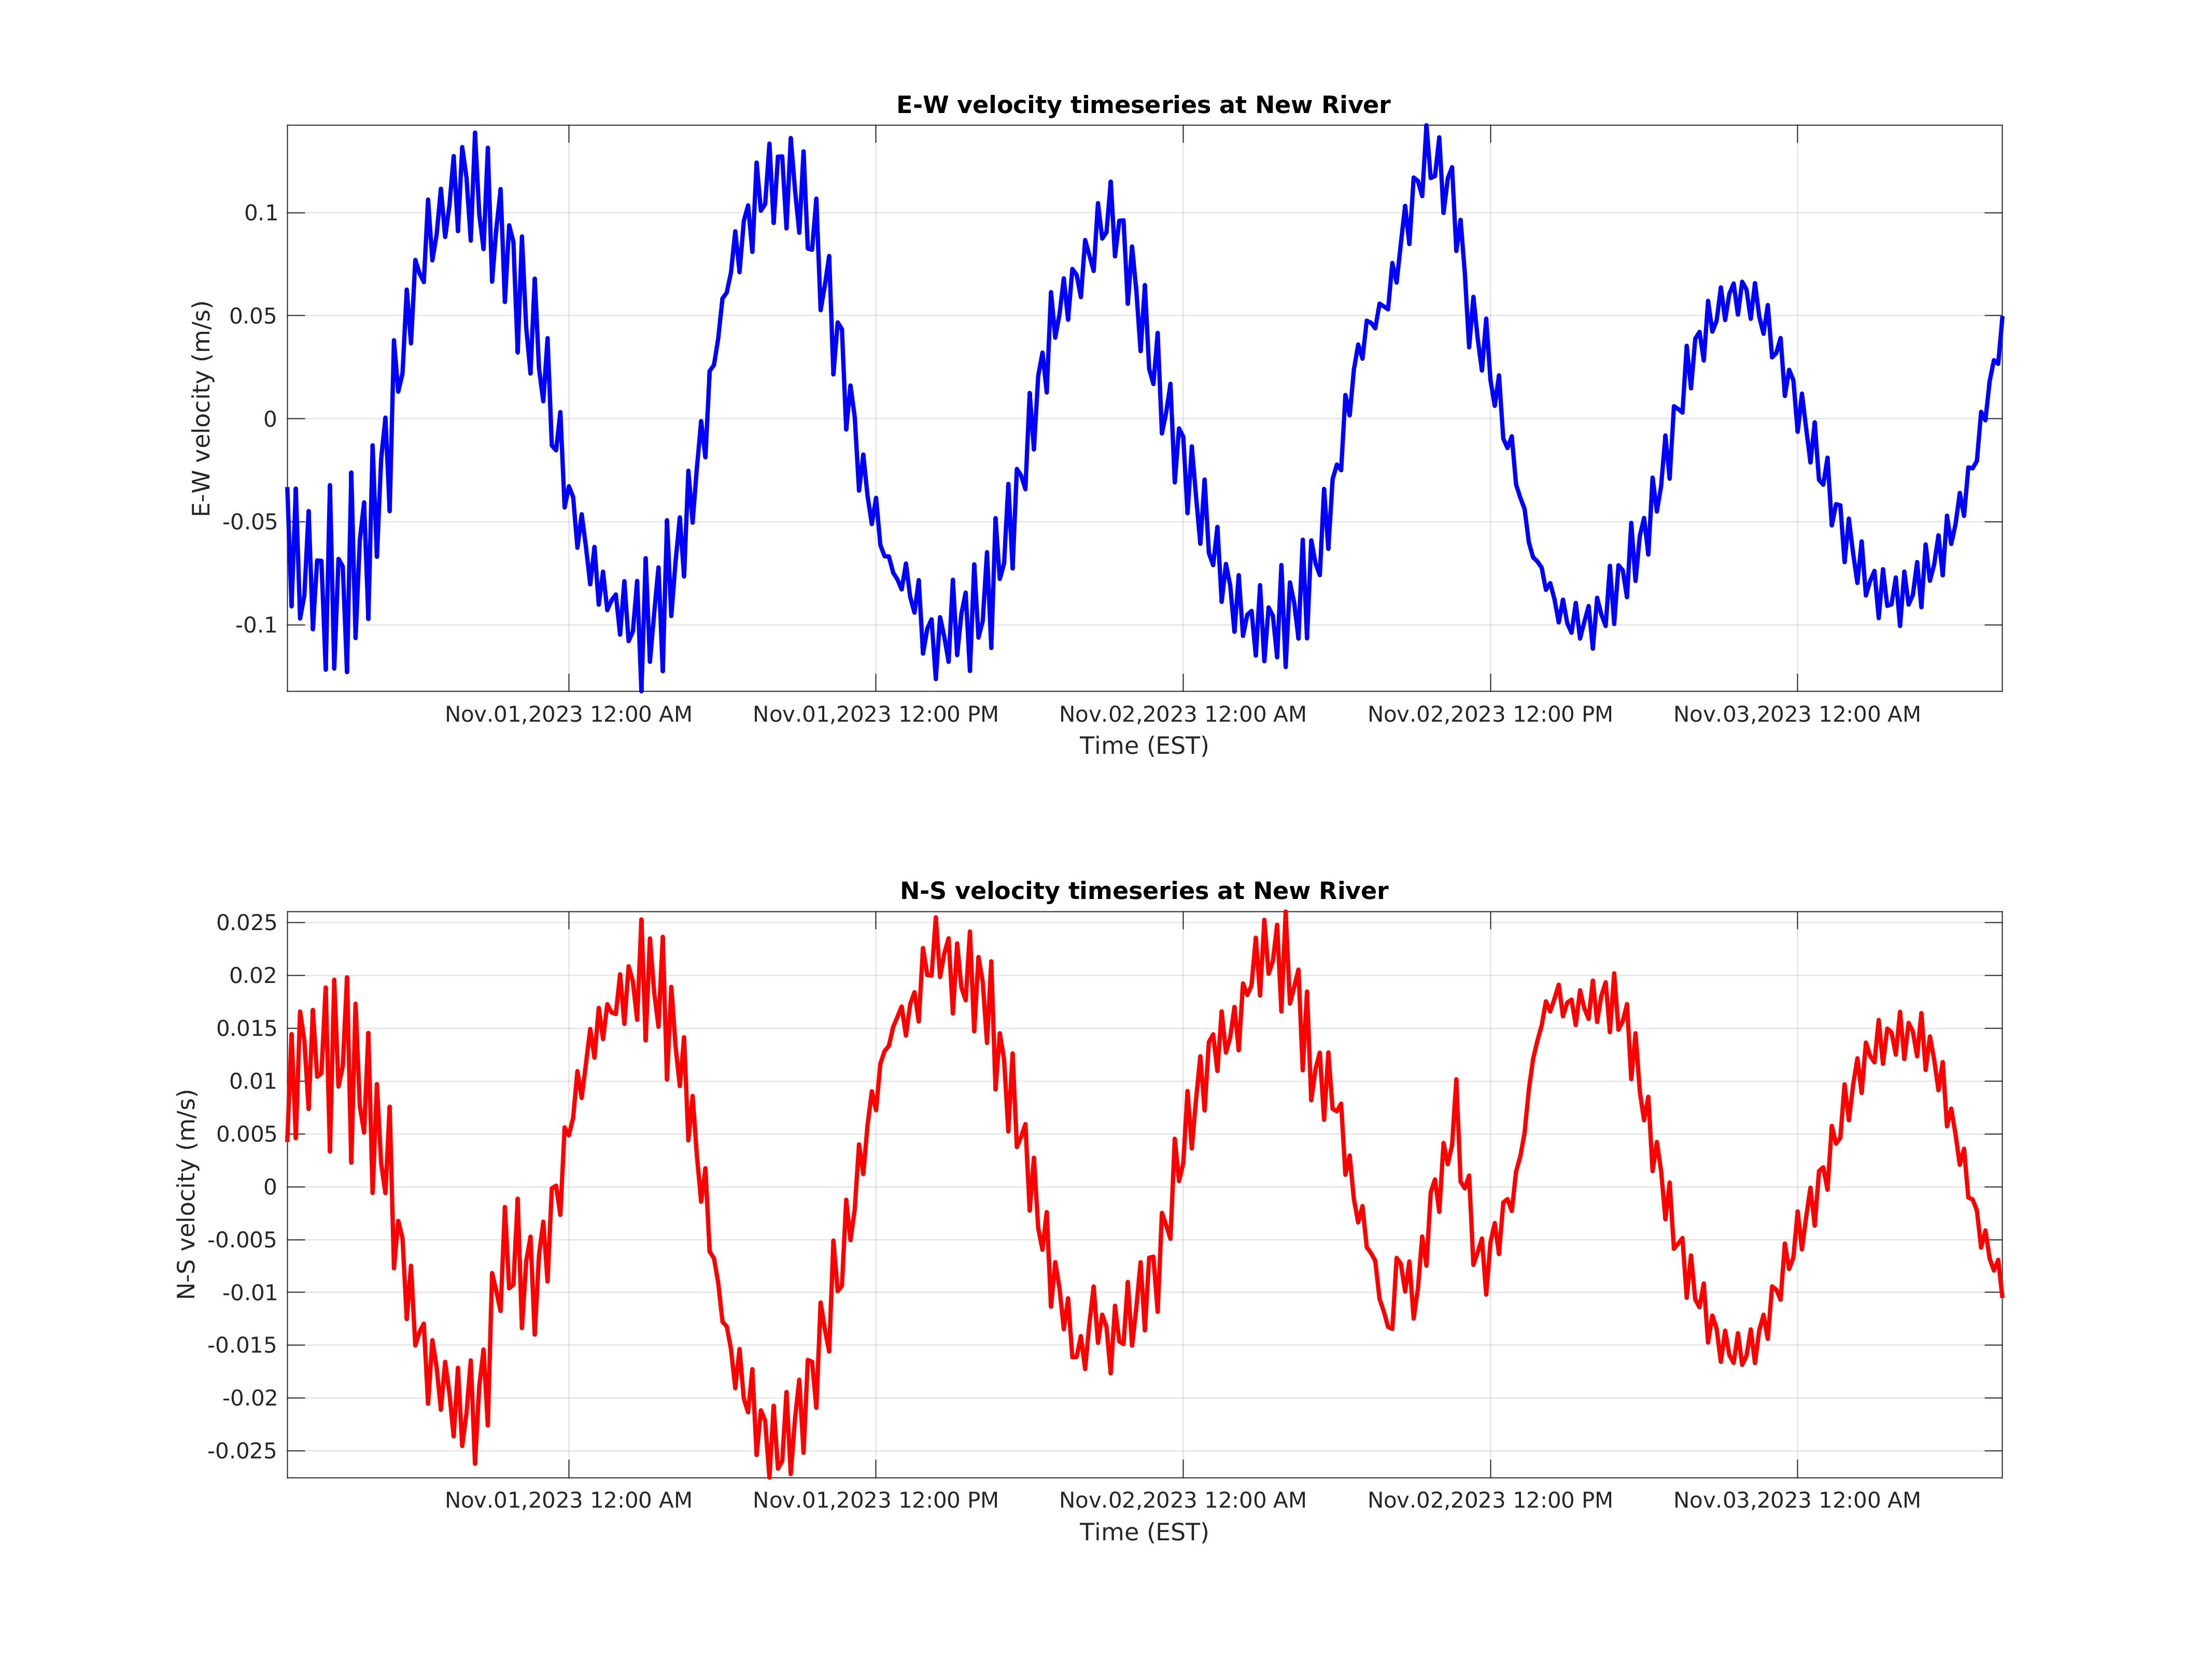 E-W velocity timeseries at New River
E-W velocity (m/s)
0.1
0.05
0
-0.05
-0.1
Nov.01,2023 12:00 AM
Nov.01,2023 12:00 PM
Nov.02,2023 12:00 AM
Nov.02,2023 12:00 PM
Nov.03,2023 12:00 AM
Time (EST)
N-S velocity timeseries at New River
N-S velocity (m/s)
0.025
0.02
0.015
0.01
0.005
0
-0.005
-0.01
-0.015
-0.02
-0.025
Nov.01,2023 12:00 AM
Nov.01,2023 12:00 PM
Nov.02,2023 12:00 AM
Nov.02,2023 12:00 PM
Nov.03,2023 12:00 AM
Time (EST)